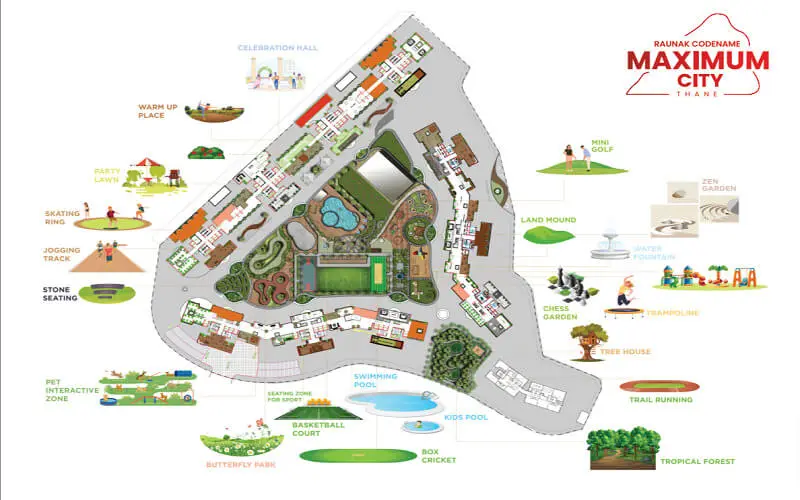 RAUNAK CODENAME
MAXIMUM
CITY
THANE
CELEBRATION HALL
WARM UP
PLACE
PARTY
LAWN
SKATING
RING
JOGGING
TRACK
STONE
SEATING
PET
INTERACTIVE
ZONE
BUTTERFLY PARK
SEATING ZONE
FOR SPORT
BASKETBALL
COURT
SWIMMING
POOL
KIDS POOL
BOX
CRICKET
MINI
GOLF
ZEN
GARDEN
LAND MOUND
WATER
FOUNTAIN
CHESS
GARDEN
TRAMPOLINE
TREE HOUSE
TRAIL RUNNING
TROPICAL FOREST